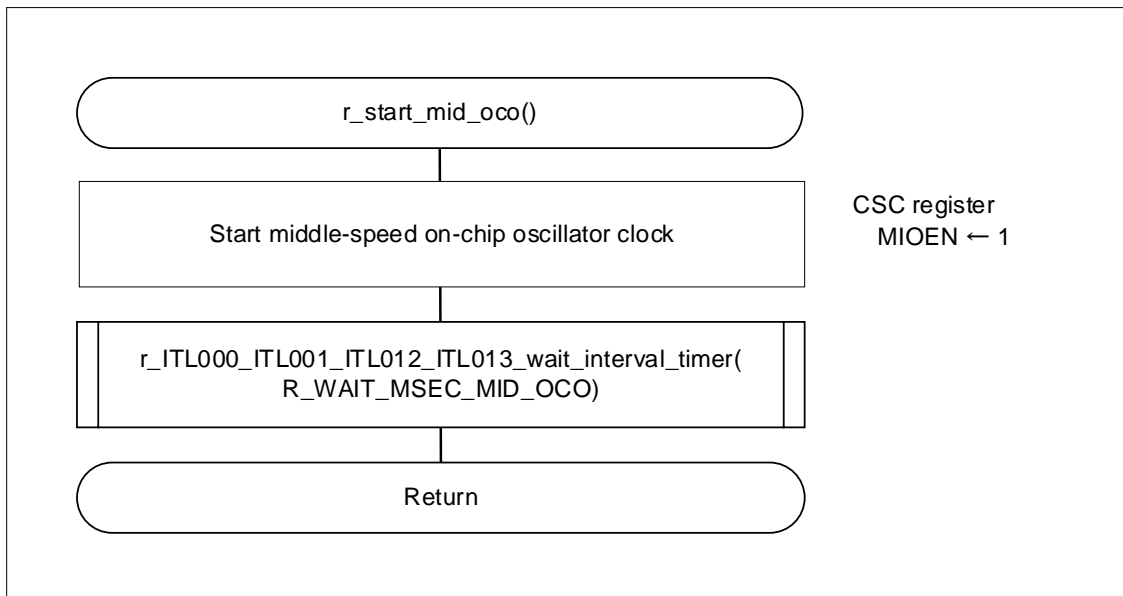 r_start_mid_oco()
Start middle-speed on-chip oscillator clock
CSC register
MIOEN ← 1
r_ITL000_ITL001_ITL012_ITL013_wait_interval_timer(
R_WAIT_MSEC_MID_OCO)
Return